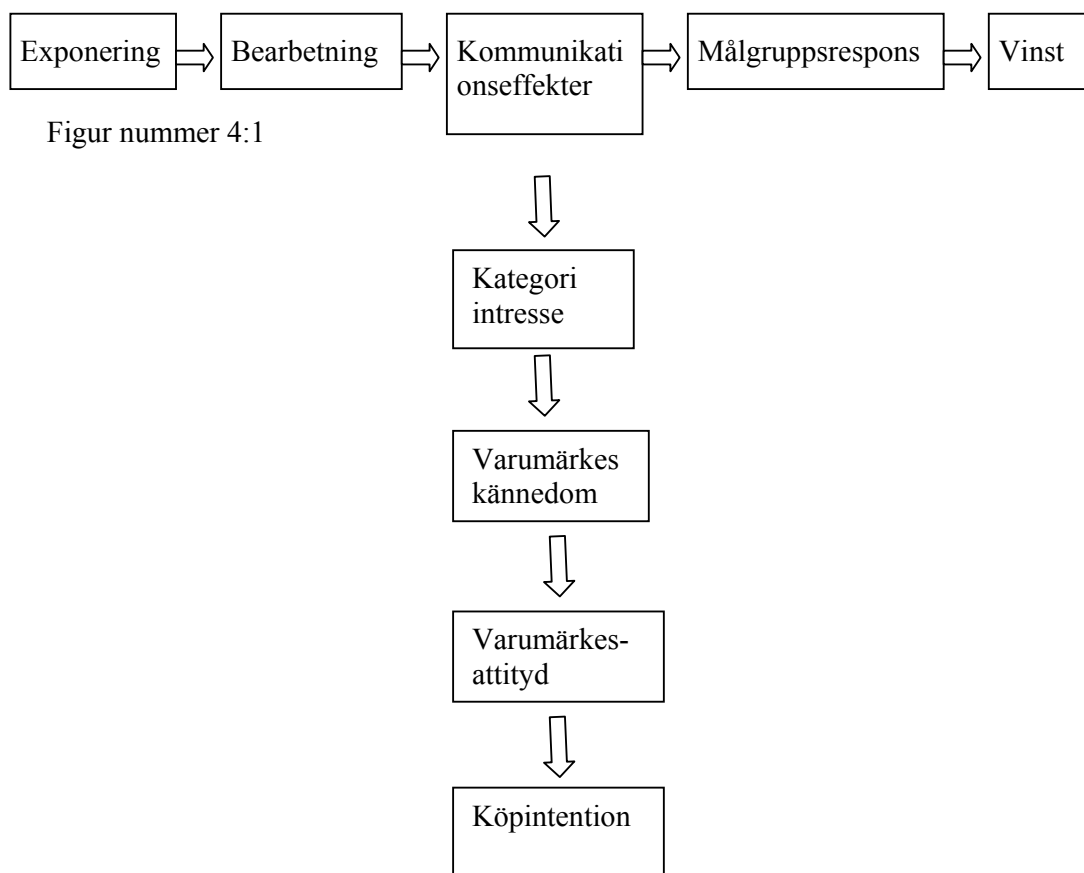 Exponering
Bearbetning
Kommunikati
onseffekter
Målgruppsrespons
Vinst
Figur nummer 4:1
Kategori
intresse
Varumärkes
kännedom
Varumärkes-
attityd
Köpintention